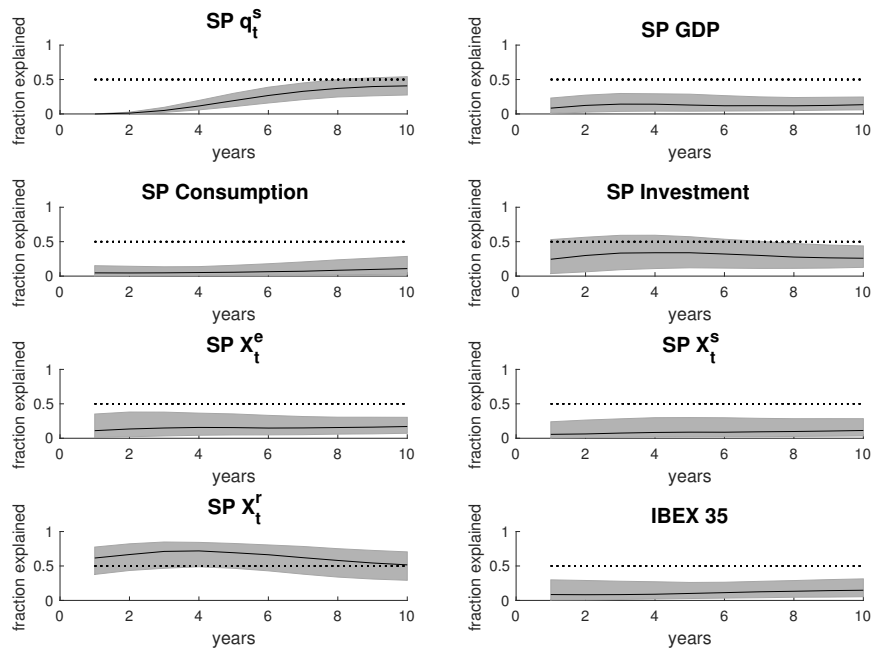 SP q_t^s
fraction explained
1
0.5
0
0 2 4 6 8 10
years
SP GDP
fraction explained
1
0.5
0
0 2 4 6 8 10
years
SP Consumption
fraction explained
1
0.5
0
0 2 4 6 8 10
years
SP Investment
fraction explained
1
0.5
0
0 2 4 6 8 10
years
SP X_t^e
fraction explained
1
0.5
0
0 2 4 6 8 10
years
SP X_t^s
fraction explained
1
0.5
0
0 2 4 6 8 10
years
SP X_t^r
fraction explained
1
0.5
0
0 2 4 6 8 10
years
IBEX 35
fraction explained
1
0.5
0
0 2 4 6 8 10
years